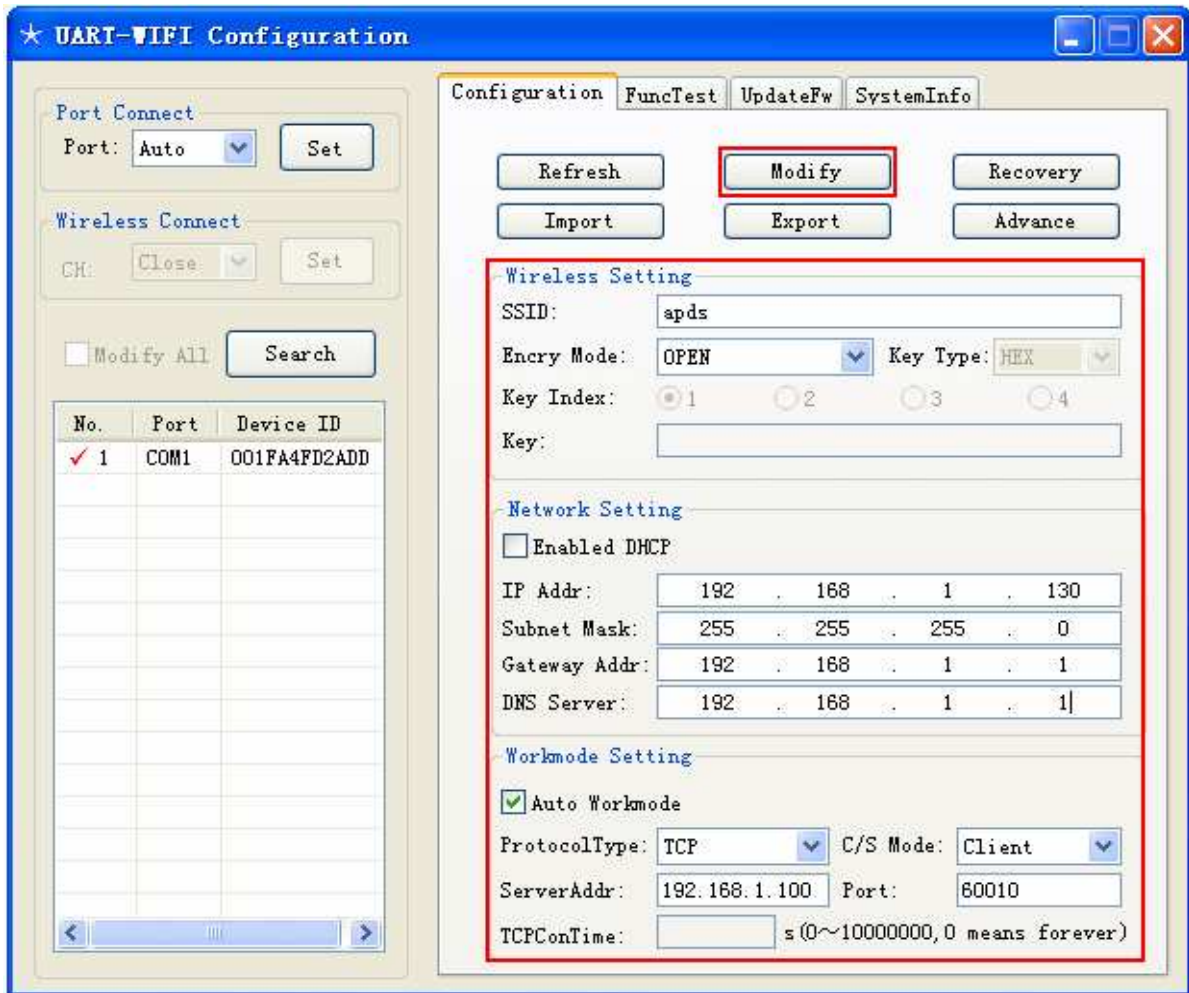 UART-WIFI Configuration
Port Connect
Port: Auto Set
Wireless Connect
CH: Close Set
Modify All Search
No. Port Device ID
1 COM1 001FA4FD2ADD
Configuration FuncTest UpdateFw SystemInfo
Refresh Modify Recovery
Import Export Advance
Wireless Setting
SSID: apds
Encry Mode: OPEN Key Type: HEX
Key Index: 1 2 3 4
Key:
Network Setting
Enabled DHCP
IP Addr: 192 . 168 . 1 . 130
Subnet Mask: 255 . 255 . 255 . 0
Gateway Addr: 192 . 168 . 1 . 1
DNS Server: 192 . 168 . 1 . 1
Workmode Setting
Auto Workmode
ProtocolType: TCP C/S Mode: Client
ServerAddr: 192.168.1.100 Port: 60010
TCPConTime: s(0~10000000,0 means forever)